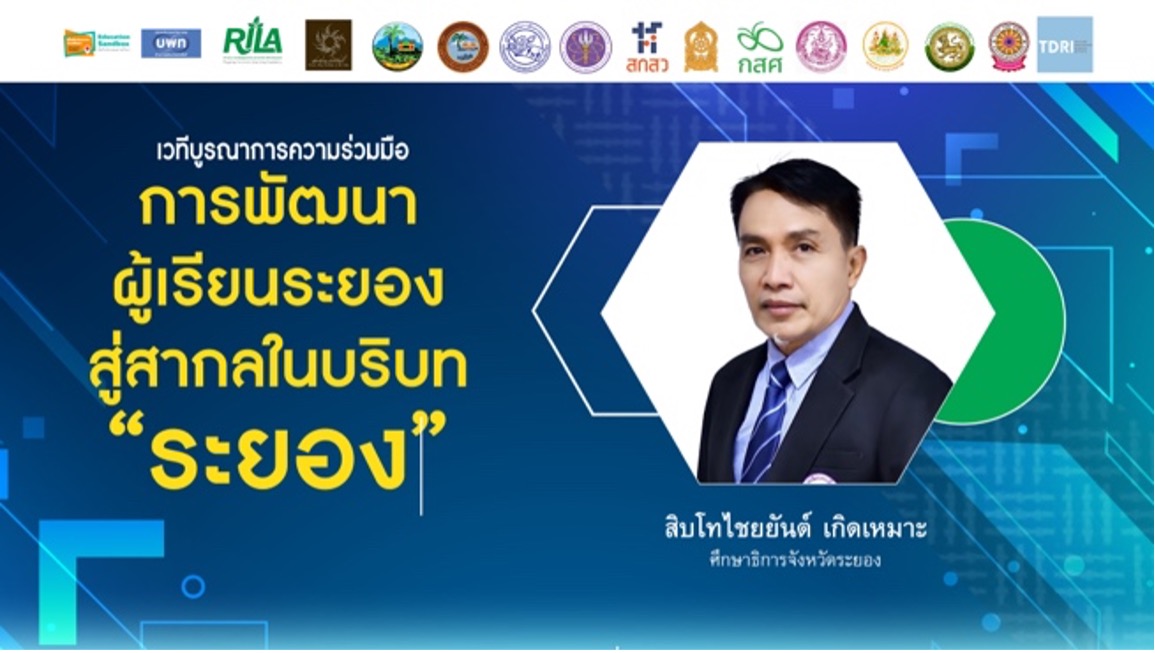 Education
Sandbox
บพท
RILA
สกสว
กสศ
TDRI
เวทีบูรณาการความร่วมมือ
การพัฒนา
ผู้เรียนระยอง
สู่สากลในบริบท
“ระยอง”
สิบโทไชยยันต์ เกิดเหมาะ
ศึกษาธิการจังหวัดระยอง